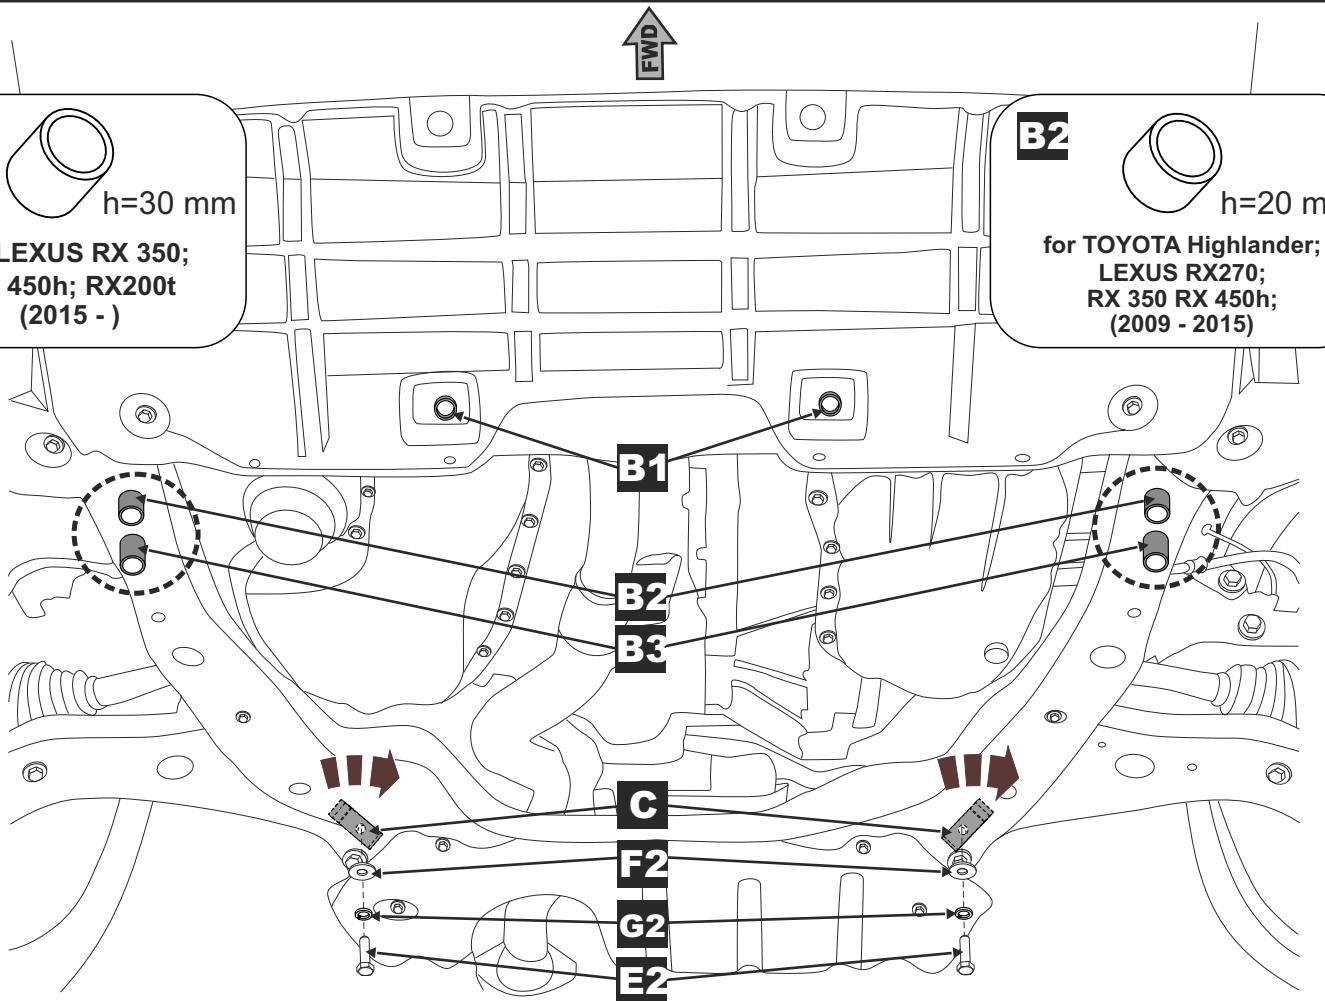 FWD
h=30 mm
LEXUS RX 350;
450h; RX200t
(2015 - )
B2
h=20 m
for TOYOTA Highlander;
LEXUS RX270;
RX 350 RX 450h;
(2009 - 2015)
B1
B2
B3
C
F2
G2
E2